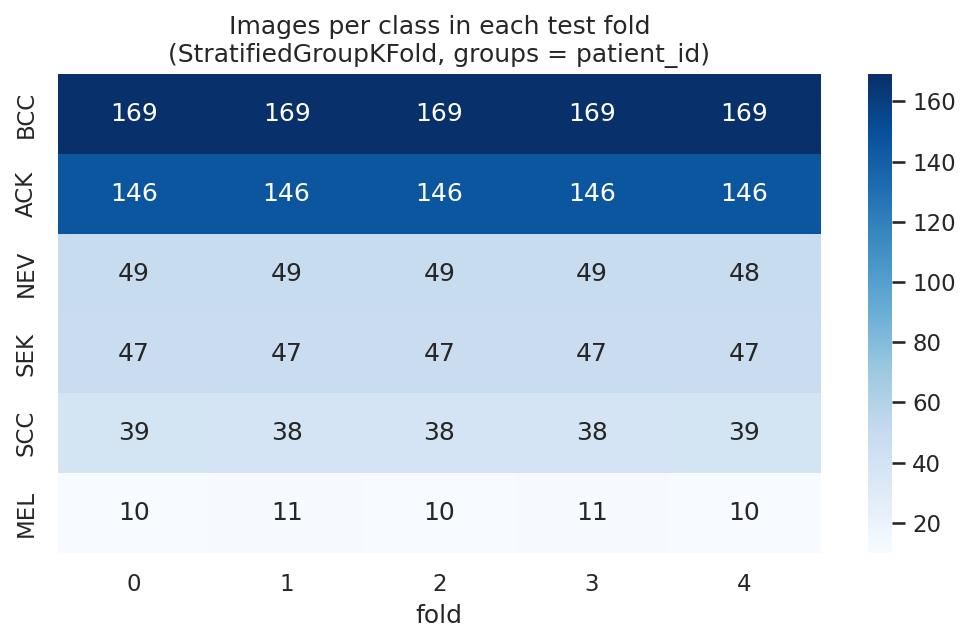 Images per class in each test fold
(StratifiedGroupKFold, groups = patient_id)
BCC 169 169 169 169 169
ACK 146 146 146 146 146
NEV 49 49 49 49 48
SEK 47 47 47 47 47
SCC 39 38 38 38 39
MEL 10 11 10 11 10
0 1 2 3 4
fold
160
140
120
100
80
60
40
20